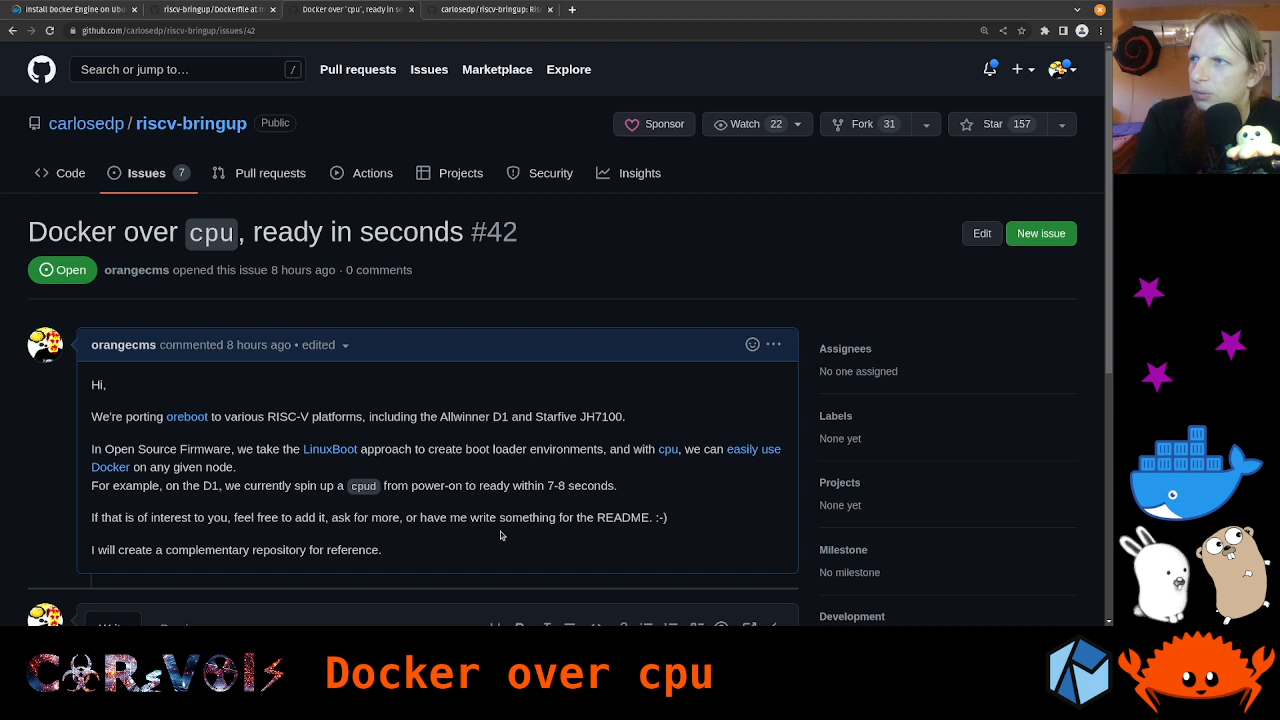 Install Docker Engine on Ubu
riscv-bringup/Dockerfile at m
Docker over "cpu", ready in se
carlosedp/riscv-bringup: Ris
github.com/carlosedp/riscv-bringup/issues/42
Search or jump to...
/
Pull requests
Issues
Marketplace
Explore
carlosedp / riscv-bringup
Public
Sponsor
Watch 22
Fork 31
Star 157
Code
Issues 7
Pull requests
Actions
Projects
Security
Insights
Docker over cpu, ready in seconds #42
Edit
New issue
Open
orangecms opened this issue 8 hours ago · 0 comments
orangecms commented 8 hours ago • edited
Hi,
We're porting oreboot to various RISC-V platforms, including the Allwinner D1 and Starfive JH7100.
In Open Source Firmware, we take the LinuxBoot approach to create boot loader environments, and with cpu, we can easily use
Docker on any given node.
For example, on the D1, we currently spin up a cpud from power-on to ready within 7-8 seconds.
If that is of interest to you, feel free to add it, ask for more, or have me write something for the README. :-)
I will create a complementary repository for reference.
Assignees
No one assigned
Labels
None yet
Projects
None yet
Milestone
No milestone
Development
Docker over cpu